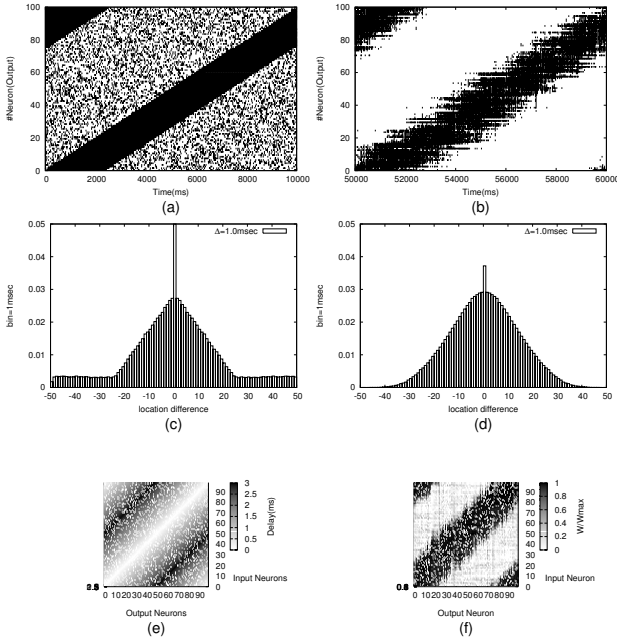 100
80
60
40
20
0
#Neuron(Output)
0 2000 4000 6000 8000 10000
Time(ms)
(a)
100
80
60
40
20
0
#Neuron(Output)
50000 52000 54000 56000 58000 60000
Time(ms)
(b)
0.05
0.04
0.03
0.02
0.01
0
bin=1msec
Δ=1.0msec
-50 -40 -30 -20 -10 0 10 20 30 40 50
location difference
(c)
0.05
0.04
0.03
0.02
0.01
0
bin=1msec
Δ=1.0msec
-50 -40 -30 -20 -10 0 10 20 30 40 50
location difference
(d)
3
2.5
2
1.5
1
0.5
0
Delay(ms)
90
80
70
60
50
40
30
20
10
0
Input Neurons
0 10 20 30 40 50 60 70 80 90
Output Neurons
(e)
1
0.8
0.6
0.4
0.2
0
W/Wmax
90
80
70
60
50
40
30
20
10
0
Input Neuron
0 10 20 30 40 50 60 70 80 90
Output Neuron
(f)